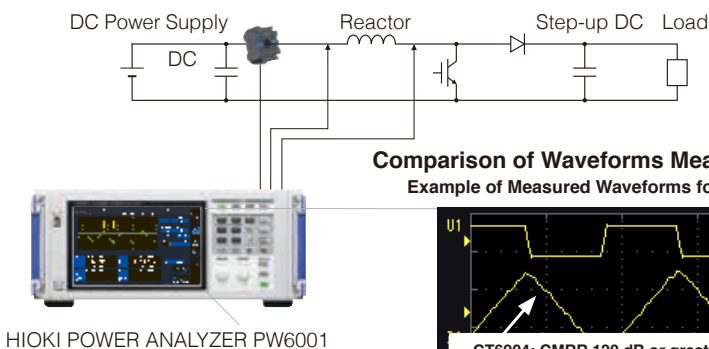 DC Power Supply Reactor Step-up DC Load
DC
Comparison of Waveforms Mea
Example of Measured Waveforms fo
U1
HIOKI POWER ANALYZER PW6001